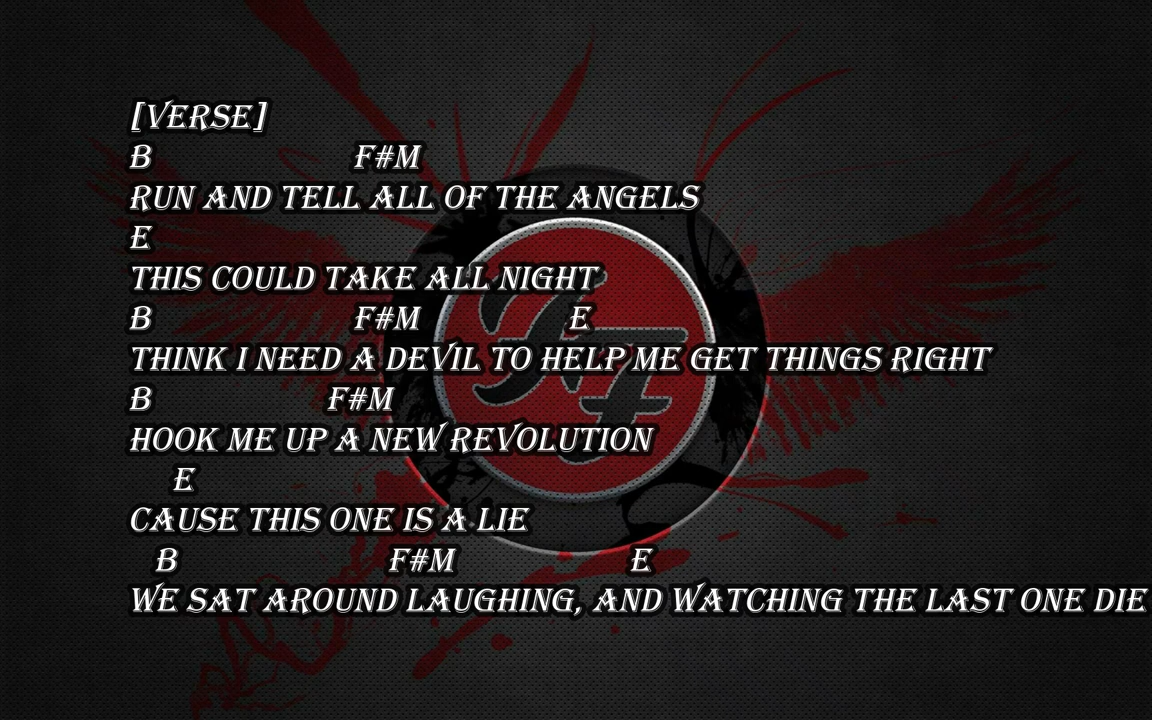 [VERSE]
B F#M
RUN AND TELL ALL OF THE ANGELS
E
THIS COULD TAKE ALL NIGHT
B F#M E
THINK I NEED A DEVIL TO HELP ME GET THINGS RIGHT
B F#M
HOOK ME UP A NEW REVOLUTION
E
CAUSE THIS ONE IS A LIE
B F#M E
WE SAT AROUND LAUGHING, AND WATCHING THE LAST ONE DIE